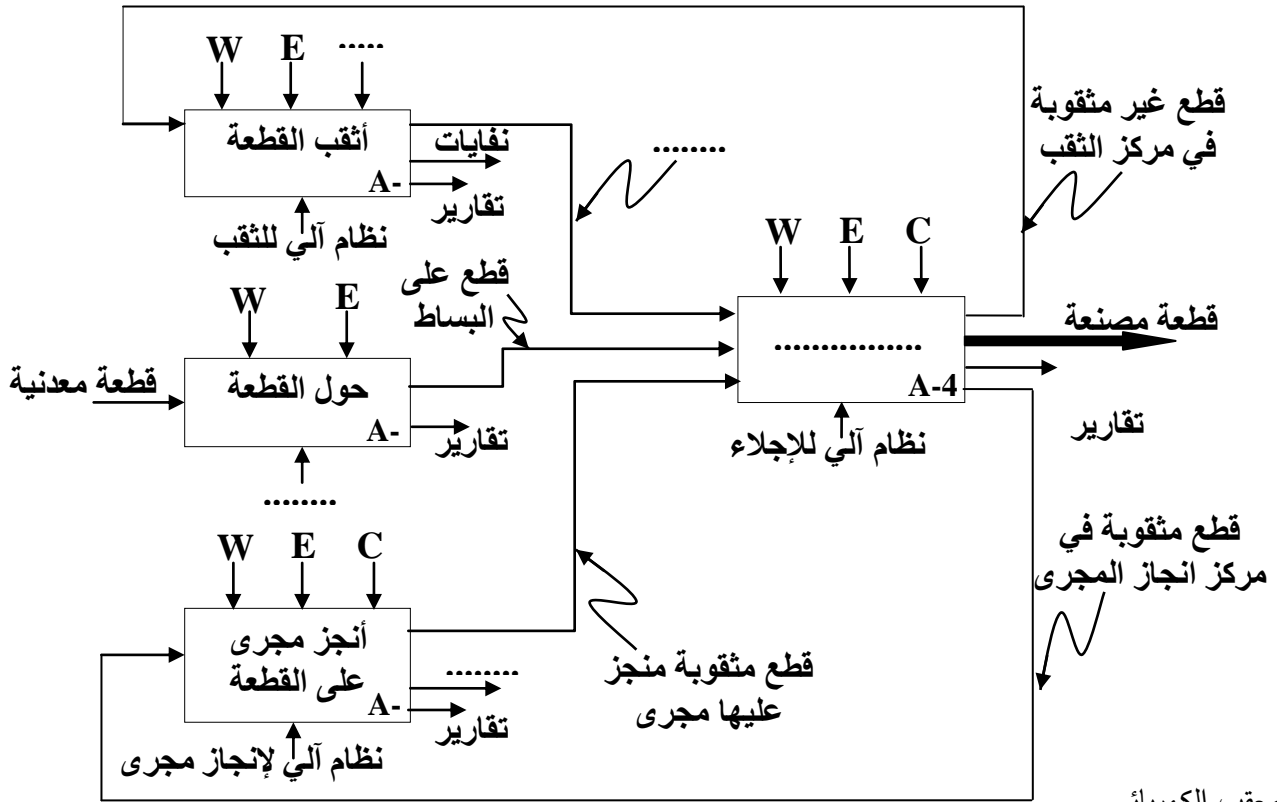 W E .....
أثقب القطعة
A-
نفايات
تقارير
نظام آلي للثقب
........
قطع غير مثقوبة
في مركز الثقب
W E
حول القطعة
A-
قطعة معدنية
تقارير
........
قطع على
البساط
W E C
................
A-4
نظام آلي للإجلاء
قطعة مصنعة
تقارير
W E C
أنجز مجرى
على القطعة
A-
........
تقارير
نظام آلي لإنجاز مجرى
قطع مثقوبة منجز
عليها مجرى
قطع مثقوبة في
مركز انجاز المجرى